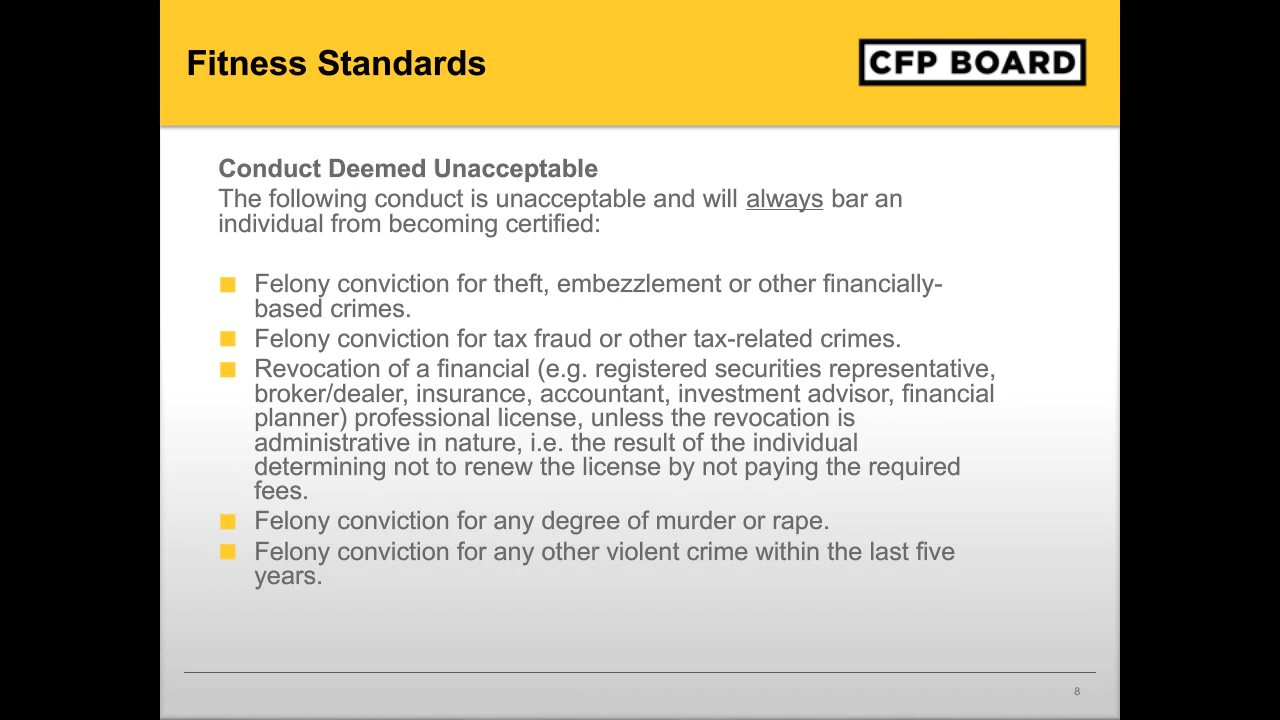 Fitness Standards
CFP BOARD
Conduct Deemed Unacceptable
The following conduct is unacceptable and will always bar an
individual from becoming certified:
Felony conviction for theft, embezzlement or other financially-
based crimes.
Felony conviction for tax fraud or other tax-related crimes.
Revocation of a financial (e.g. registered securities representative,
broker/dealer, insurance, accountant, investment advisor, financial
planner) professional license, unless the revocation is
administrative in nature, i.e. the result of the individual
determining not to renew the license by not paying the required
fees.
Felony conviction for any degree of murder or rape.
Felony conviction for any other violent crime within the last five
years.
8